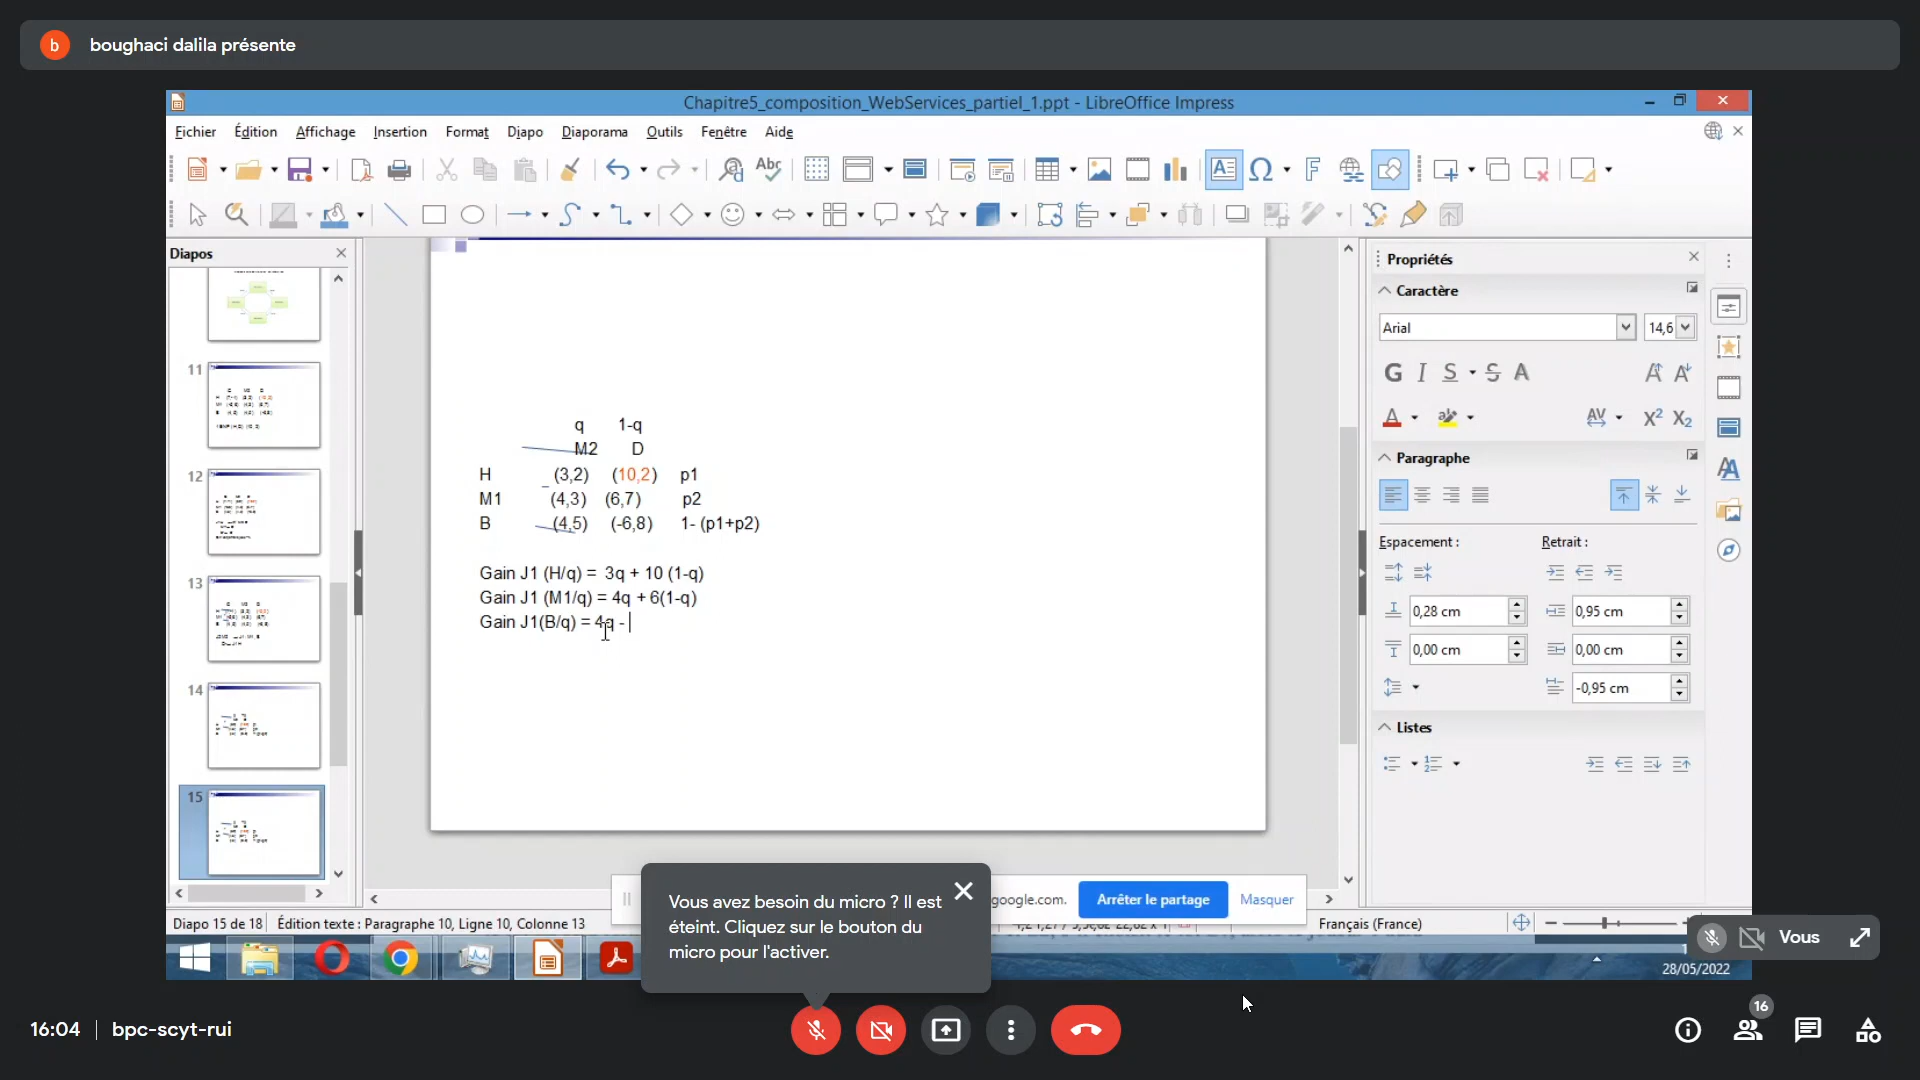 b boughaci dalila présente
Chapitre5_composition_WebServices_partiel_1.ppt - LibreOffice Impress
Fichier Édition Affichage Insertion Format Diapo Diaporama Outils Fenêtre Aide
Diapos
11
12
13
14
15
q 1-q
M2 D
H (3,2) (10,2) p1
M1 (4,3) (6,7) p2
B (4,5) (-6,8) 1- (p1+p2)
Gain J1 (H/q) = 3q + 10 (1-q)
Gain J1 (M1/q) = 4q + 6(1-q)
Gain J1(B/q) = 4q -
Propriétés
Caractère
Arial 14,6
Paragraphe
Espacement : Retrait :
0,28 cm 0,95 cm
0,00 cm 0,00 cm
-0,95 cm
Listes
Vous avez besoin du micro ? Il est
éteint. Cliquez sur le bouton du
micro pour l'activer.
google.com. Arrêter le partage Masquer
Diapo 15 de 18 Édition texte : Paragraphe 10, Ligne 10, Colonne 13
Français (France)
Vous
28/05/2022
16:04 bpc-scyt-rui
16